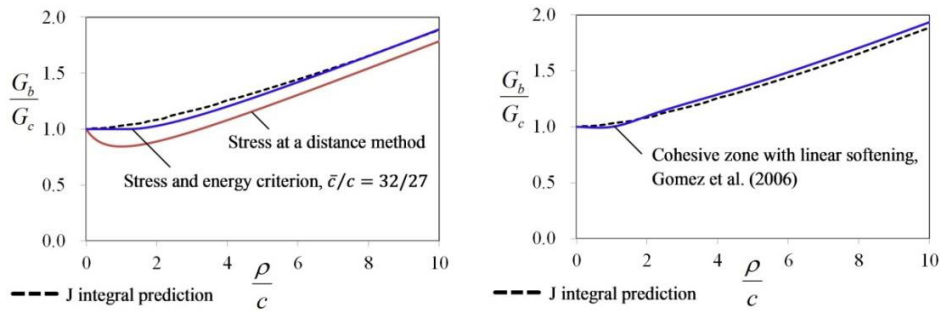 2.0
G_b
G_c
1.5
1.0
0.5
0.0
Stress at a distance method
Stress and energy criterion, c̄/c = 32/27
0 2 4 6 8 10
ρ
c
J integral prediction
2.0
G_b
G_c
1.5
1.0
0.5
0.0
Cohesive zone with linear softening,
Gomez et al. (2006)
0 2 4 6 8 10
ρ
c
J integral prediction